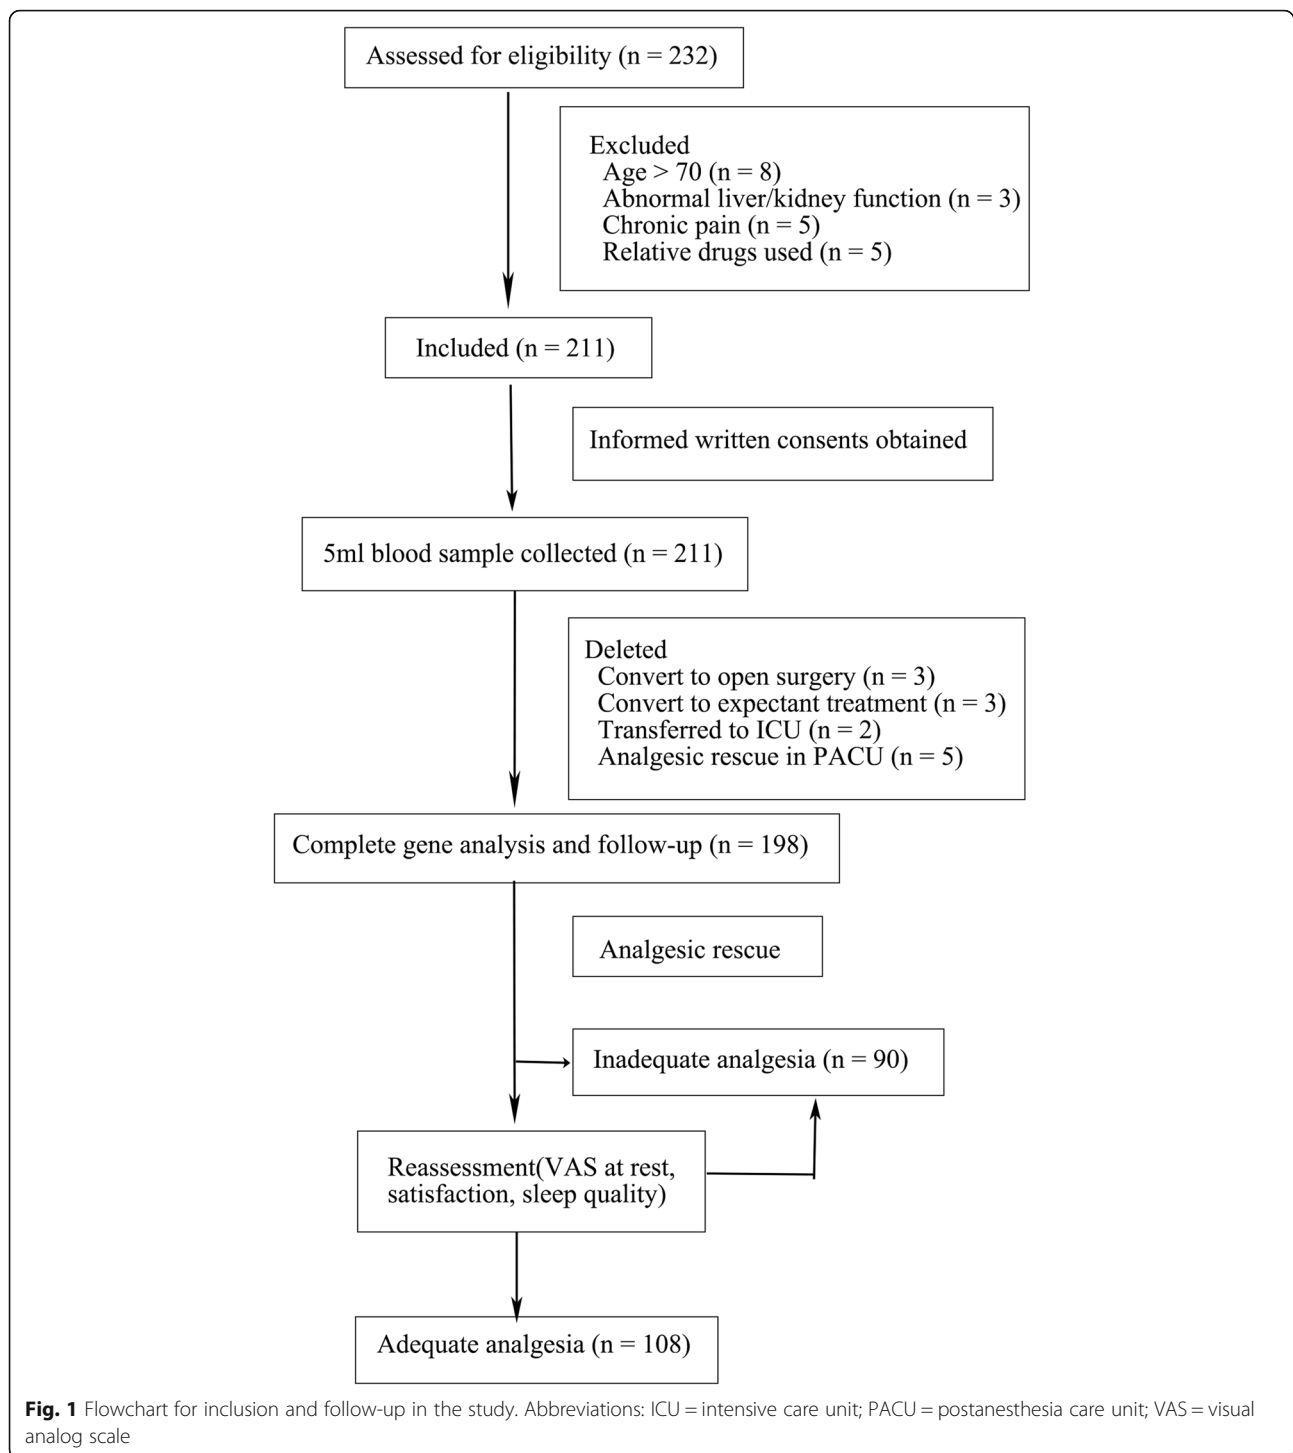 Assessed for eligibility (n = 232)
Excluded
Age > 70 (n = 8)
Abnormal liver/kidney function (n = 3)
Chronic pain (n = 5)
Relative drugs used (n = 5)
Included (n = 211)
Informed written consents obtained
5ml blood sample collected (n = 211)
Deleted
Convert to open surgery (n = 3)
Convert to expectant treatment (n = 3)
Transferred to ICU (n = 2)
Analgesic rescue in PACU (n = 5)
Complete gene analysis and follow-up (n = 198)
Analgesic rescue
Inadequate analgesia (n = 90)
Reassessment(VAS at rest,
satisfaction, sleep quality)
Adequate analgesia (n = 108)
Fig. 1 Flowchart for inclusion and follow-up in the study. Abbreviations: ICU = intensive care unit; PACU = postanesthesia care unit; VAS = visual
analog scale